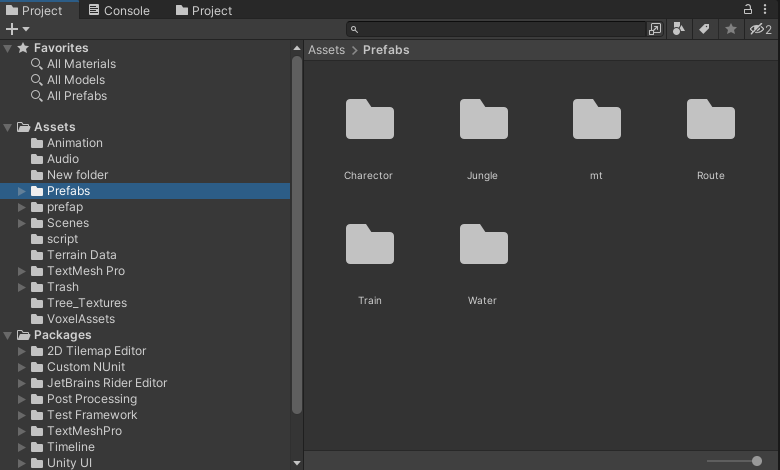 Project Console Project
2
Favorites
All Materials
All Models
All Prefabs
Assets
Animation
Audio
New folder
Prefabs
prefap
Scenes
script
Terrain Data
TextMesh Pro
Trash
Tree_Textures
VoxelAssets
Packages
2D Tilemap Editor
Custom NUnit
JetBrains Rider Editor
Post Processing
Test Framework
TextMeshPro
Timeline
Unity UI
Assets > Prefabs
Charector Jungle mt Route
Train Water